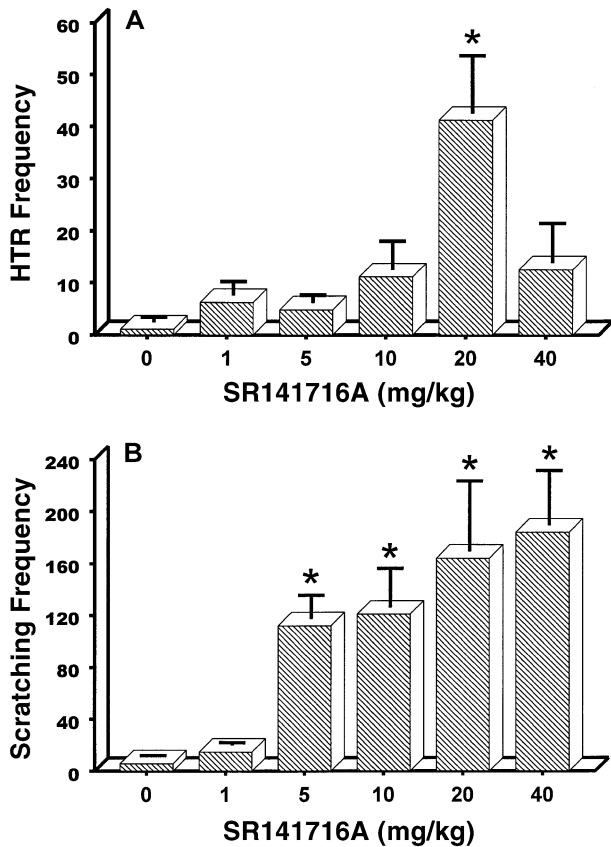 A
60
50
40
30
20
10
0
HTR Frequency
*
0 1 5 10 20 40
SR141716A (mg/kg)
B
240
200
160
120
80
40
0
Scratching Frequency
* * * *
0 1 5 10 20 40
SR141716A (mg/kg)